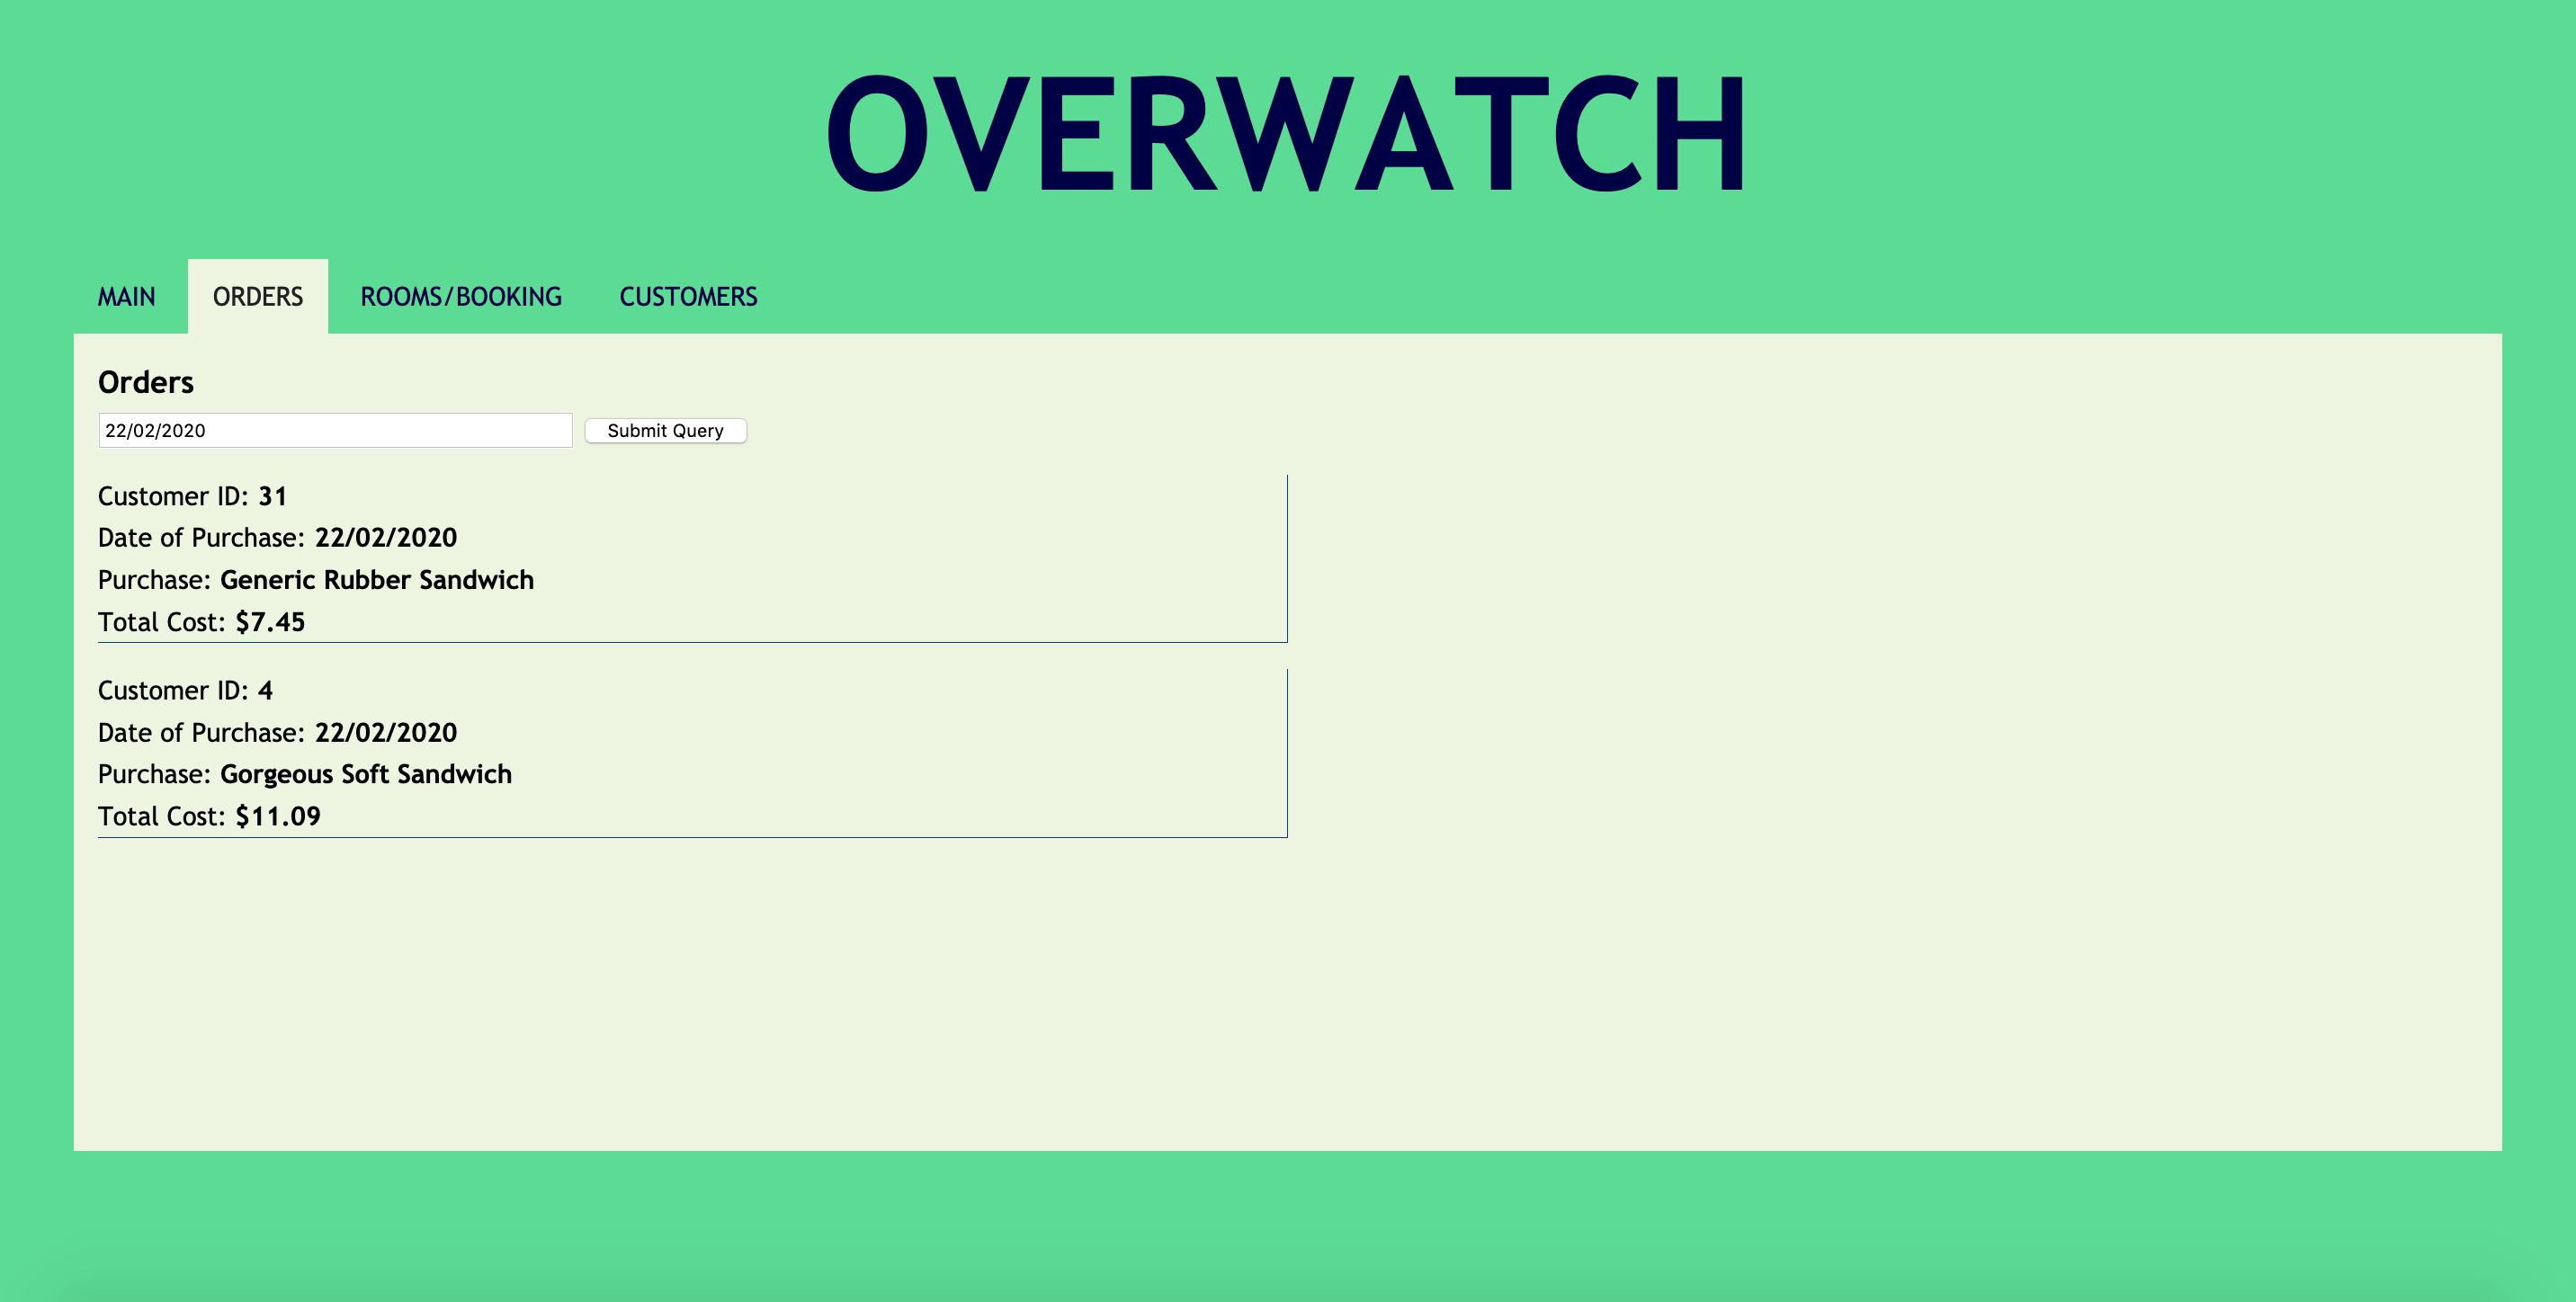 OVERWATCH
MAIN ORDERS ROOMS/BOOKING CUSTOMERS
Orders
22/02/2020 Submit Query
Customer ID: 31
Date of Purchase: 22/02/2020
Purchase: Generic Rubber Sandwich
Total Cost: $7.45
Customer ID: 4
Date of Purchase: 22/02/2020
Purchase: Gorgeous Soft Sandwich
Total Cost: $11.09